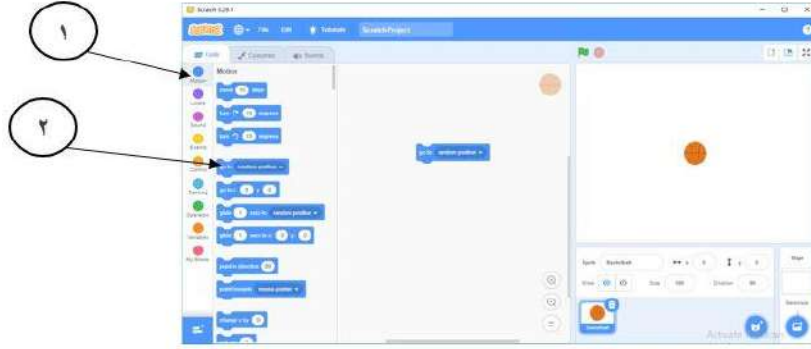 Scratch 3.29.1
File Edit Tutorials ScratchProject
Code Costumes Sounds
١
Motion
Motion
move 10 steps
Looks
turn 15 degrees
Sound
turn 15 degrees
٢
Events
Control
go to random position
go to random position
Sensing
go to x: 0 y: 0
Operators
glide 1 secs to random position
Variables
glide 1 secs to x: 0 y: 0
My Blocks
point in direction 90
point towards mouse-pointer
change x by
Sprite Basketball x 0 y 0
Show Size 100 Direction 90
Stage
Backdrops
Basketball
Activate